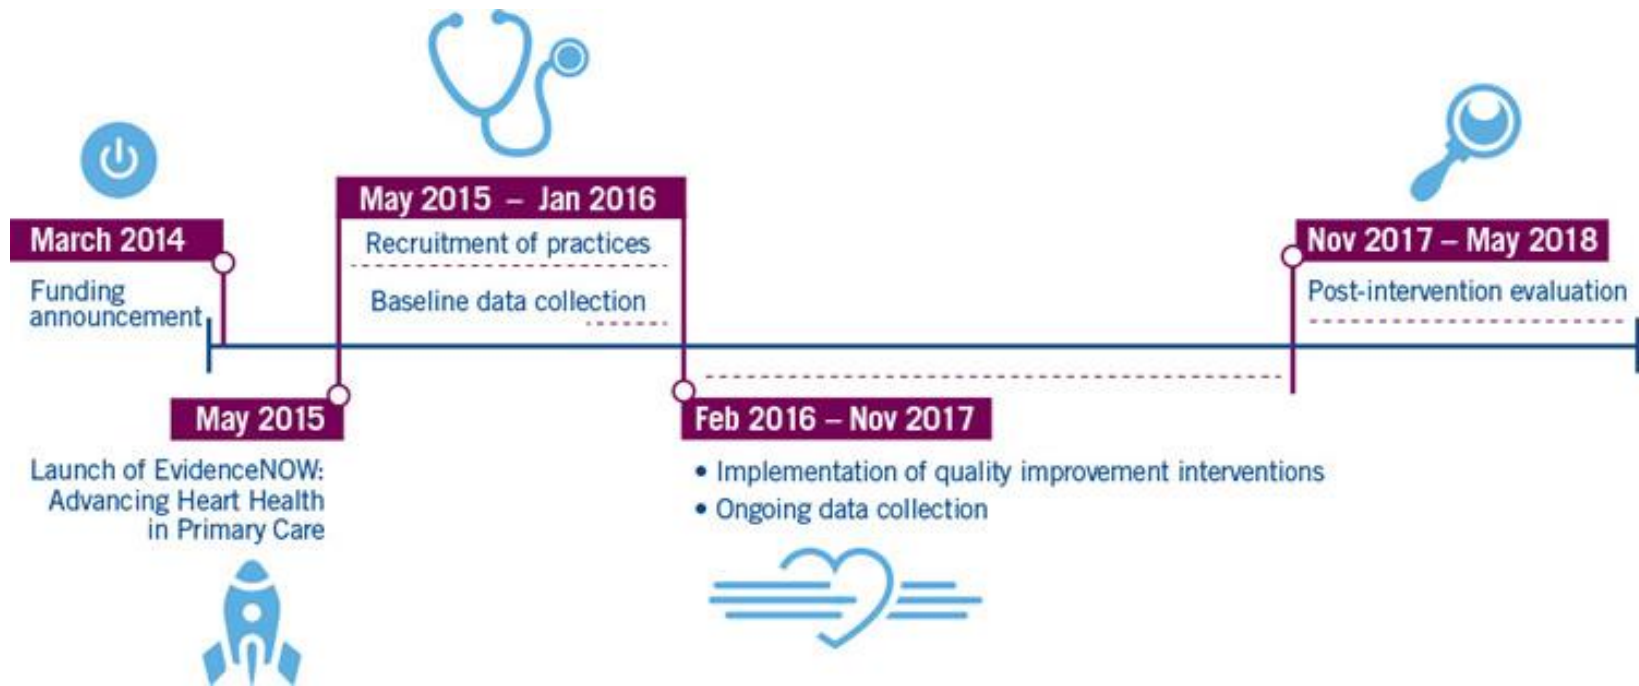 March 2014
Funding
announcement
May 2015 – Jan 2016
Recruitment of practices
Baseline data collection
Nov 2017 – May 2018
Post-intervention evaluation
May 2015
Launch of EvidenceNOW:
Advancing Heart Health
in Primary Care
Feb 2016 – Nov 2017
• Implementation of quality improvement interventions
• Ongoing data collection